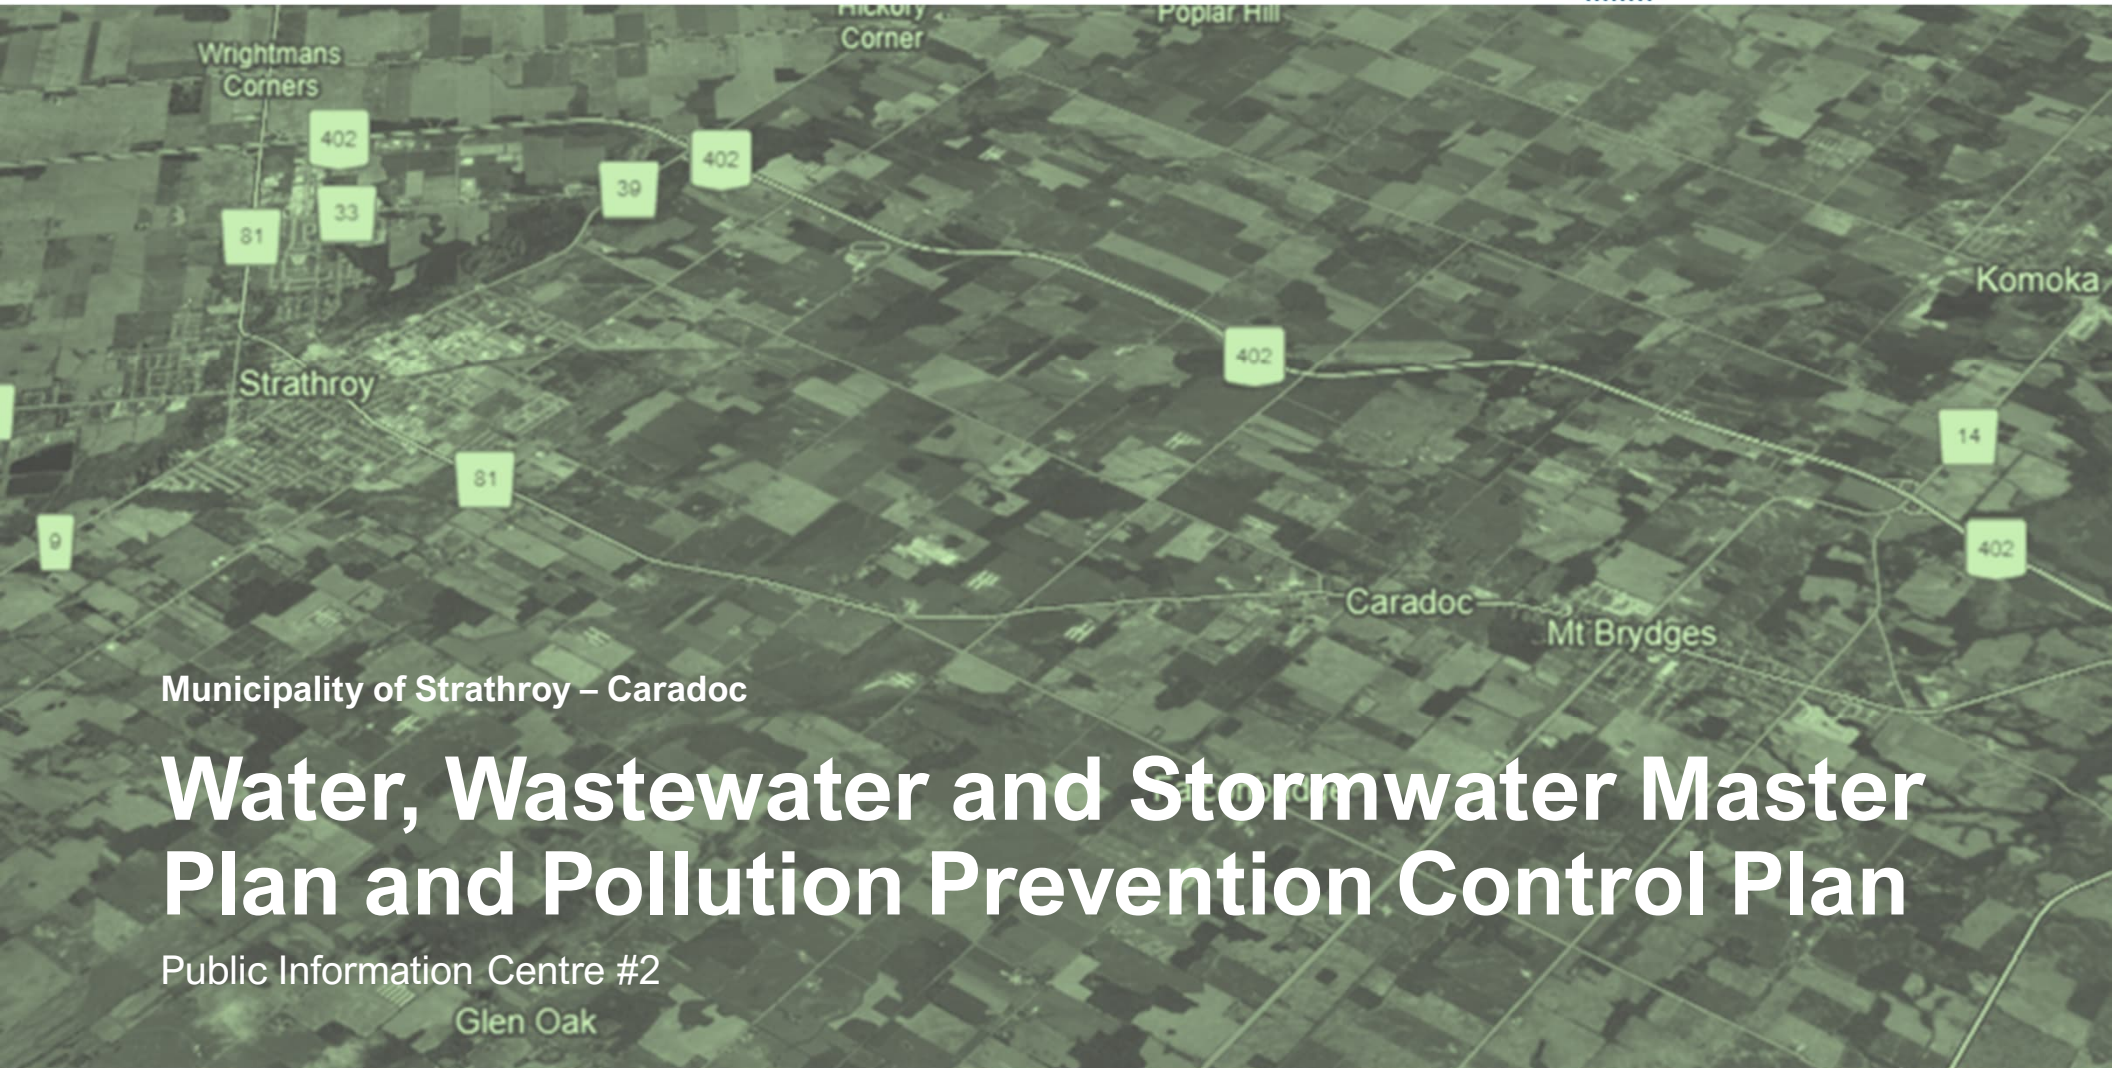 Hickory
Corner
Poplar Hill
Wrightmans
Corners
402
402
39
33
81
Komoka
402
Strathroy
14
81
9
402
Caradoc
Mt Brydges
Municipality of Strathroy – Caradoc
Water, Wastewater and Stormwater Master
Plan and Pollution Prevention Control Plan
Public Information Centre #2
Glen Oak